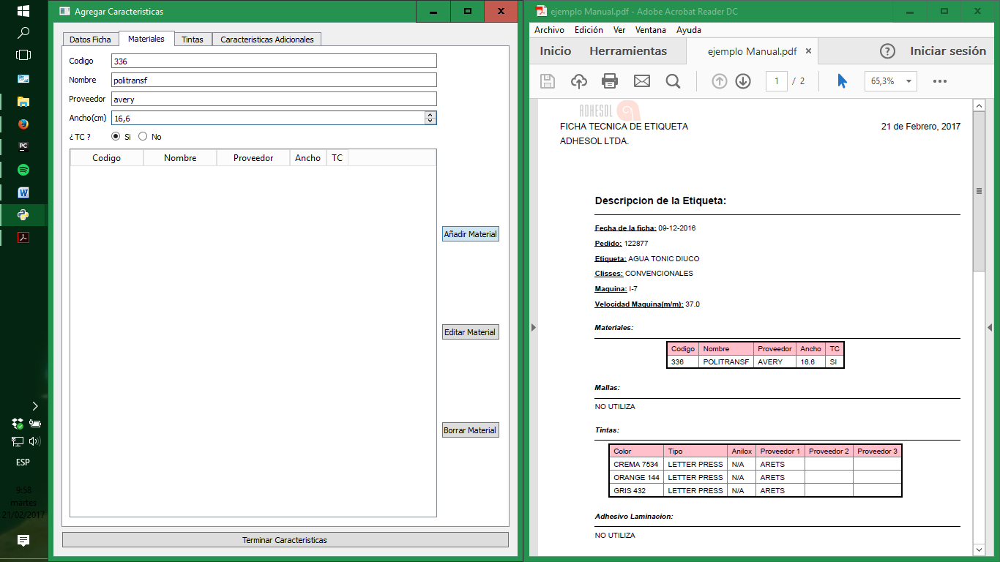 Agregar Caracteristicas
Datos Ficha Materiales Tintas Caracteristicas Adicionales
Codigo 336
Nombre politransf
Proveedor avery
Ancho(cm) 16,6
¿ TC ? Si No
Codigo Nombre Proveedor Ancho TC
Añadir Material
Editar Material
Borrar Material
Terminar Caracteristicas
PC
W
ESP
9:58
martes
21/02/2017
ejemplo Manual.pdf - Adobe Acrobat Reader DC
Archivo Edición Ver Ventana Ayuda
Inicio Herramientas ejemplo Manual.pdf × ? Iniciar sesión
1 / 2 65,3%
ADHESOL
FICHA TECNICA DE ETIQUETA 21 de Febrero, 2017
ADHESOL LTDA.
Descripcion de la Etiqueta:
Fecha de la ficha: 09-12-2016
Pedido: 122877
Etiqueta: AGUA TONIC DIUCO
Clisses: CONVENCIONALES
Maquina: I-7
Velocidad Maquina(m/m): 37.0
Materiales:
Codigo Nombre Proveedor Ancho TC
336 POLITRANSF AVERY 16.6 SI
Mallas:
NO UTILIZA
Tintas:
Color Tipo Anilox Proveedor 1 Proveedor 2 Proveedor 3
CREMA 7534 LETTER PRESS N/A ARETS
ORANGE 144 LETTER PRESS N/A ARETS
GRIS 432 LETTER PRESS N/A ARETS
Adhesivo Laminacion:
NO UTILIZA